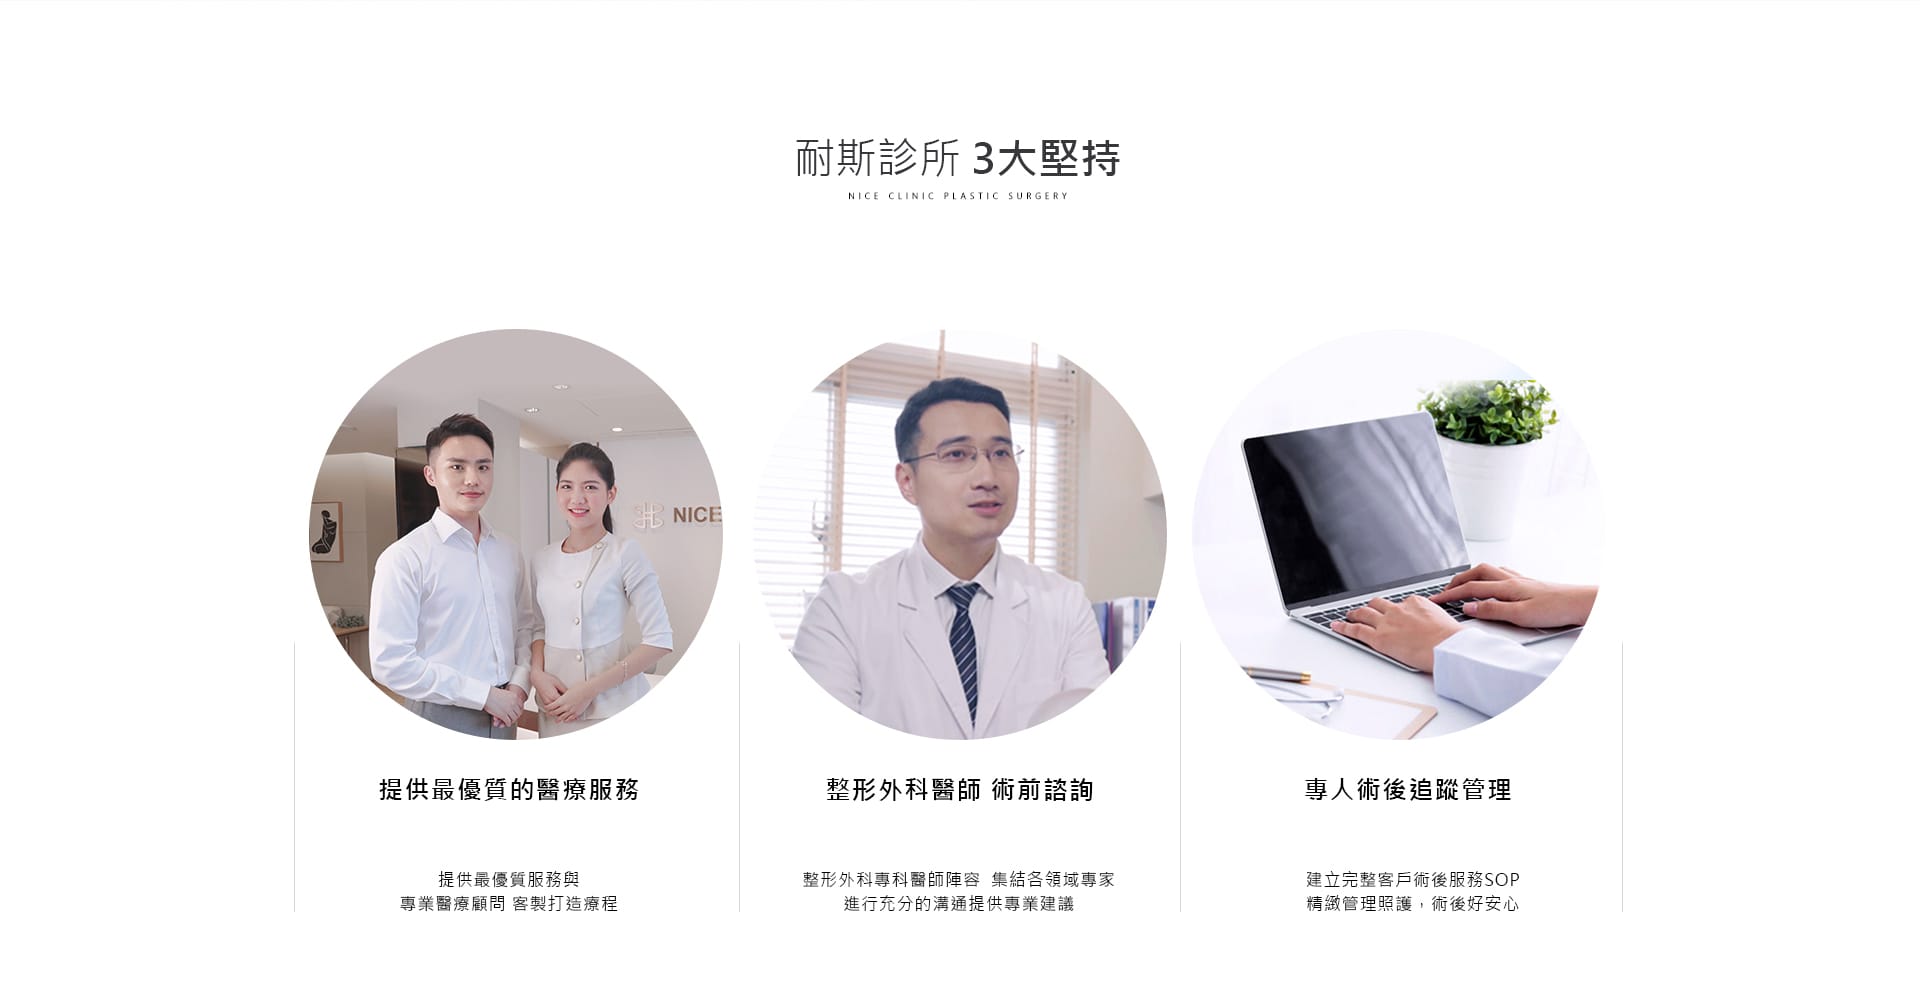 耐斯診所 3大堅持
NICE CLINIC PLASTIC SURGERY
NICE
提供最優質的醫療服務
整形外科醫師 術前諮詢
專人術後追蹤管理
提供最優質服務與
專業醫療顧問 客製打造療程
整形外科專科醫師陣容 集結各領域專家
進行充分的溝通提供專業建議
建立完整客戶術後服務SOP
精緻管理照護，術後好安心